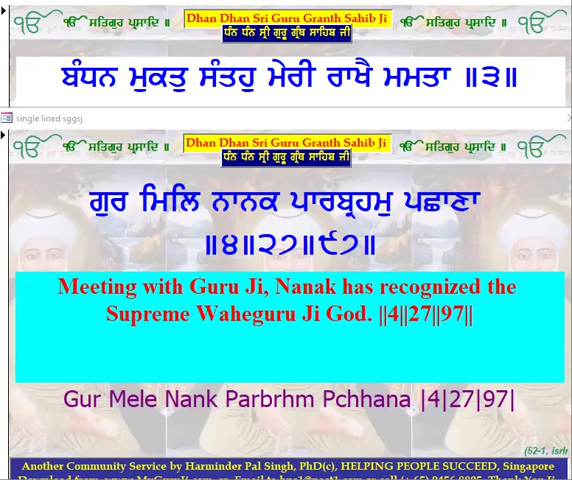 ੴ ੴ ਸਤਿਗੁਰ ਪ੍ਰਸਾਦਿ ॥ Dhan Dhan Sri Guru Granth Sahib Ji ੴ ਸਤਿਗੁਰ ਪ੍ਰਸਾਦਿ ॥ ੴ
ਧੰਨ ਧੰਨ ਸ੍ਰੀ ਗੁਰੂ ਗ੍ਰੰਥ ਸਾਹਿਬ ਜੀ
ਬੰਧਨ ਮੁਕਤੁ ਸੰਤਹੁ ਮੇਰੀ ਰਾਖੈ ਮਮਤਾ ॥੩॥
single lined sggsj
ੴ ੴ ਸਤਿਗੁਰ ਪ੍ਰਸਾਦਿ ॥ Dhan Dhan Sri Guru Granth Sahib Ji ੴ ਸਤਿਗੁਰ ਪ੍ਰਸਾਦਿ ॥ ੴ
ਧੰਨ ਧੰਨ ਸ੍ਰੀ ਗੁਰੂ ਗ੍ਰੰਥ ਸਾਹਿਬ ਜੀ
ਗੁਰ ਮਿਲਿ ਨਾਨਕ ਪਾਰਬ੍ਰਹਮੁ ਪਛਾਣਾ
॥੪॥੨੭॥੯੭॥
Meeting with Guru Ji, Nanak has recognized the
Supreme Waheguru Ji God. ||4||27||97||
Gur Mele Nank Parbrhm Pchhana |4|27|97|
(52-1,
Another Community Service by Harminder Pal Singh, PhD(c), HELPING PEOPLE SUCCEED, Singapore